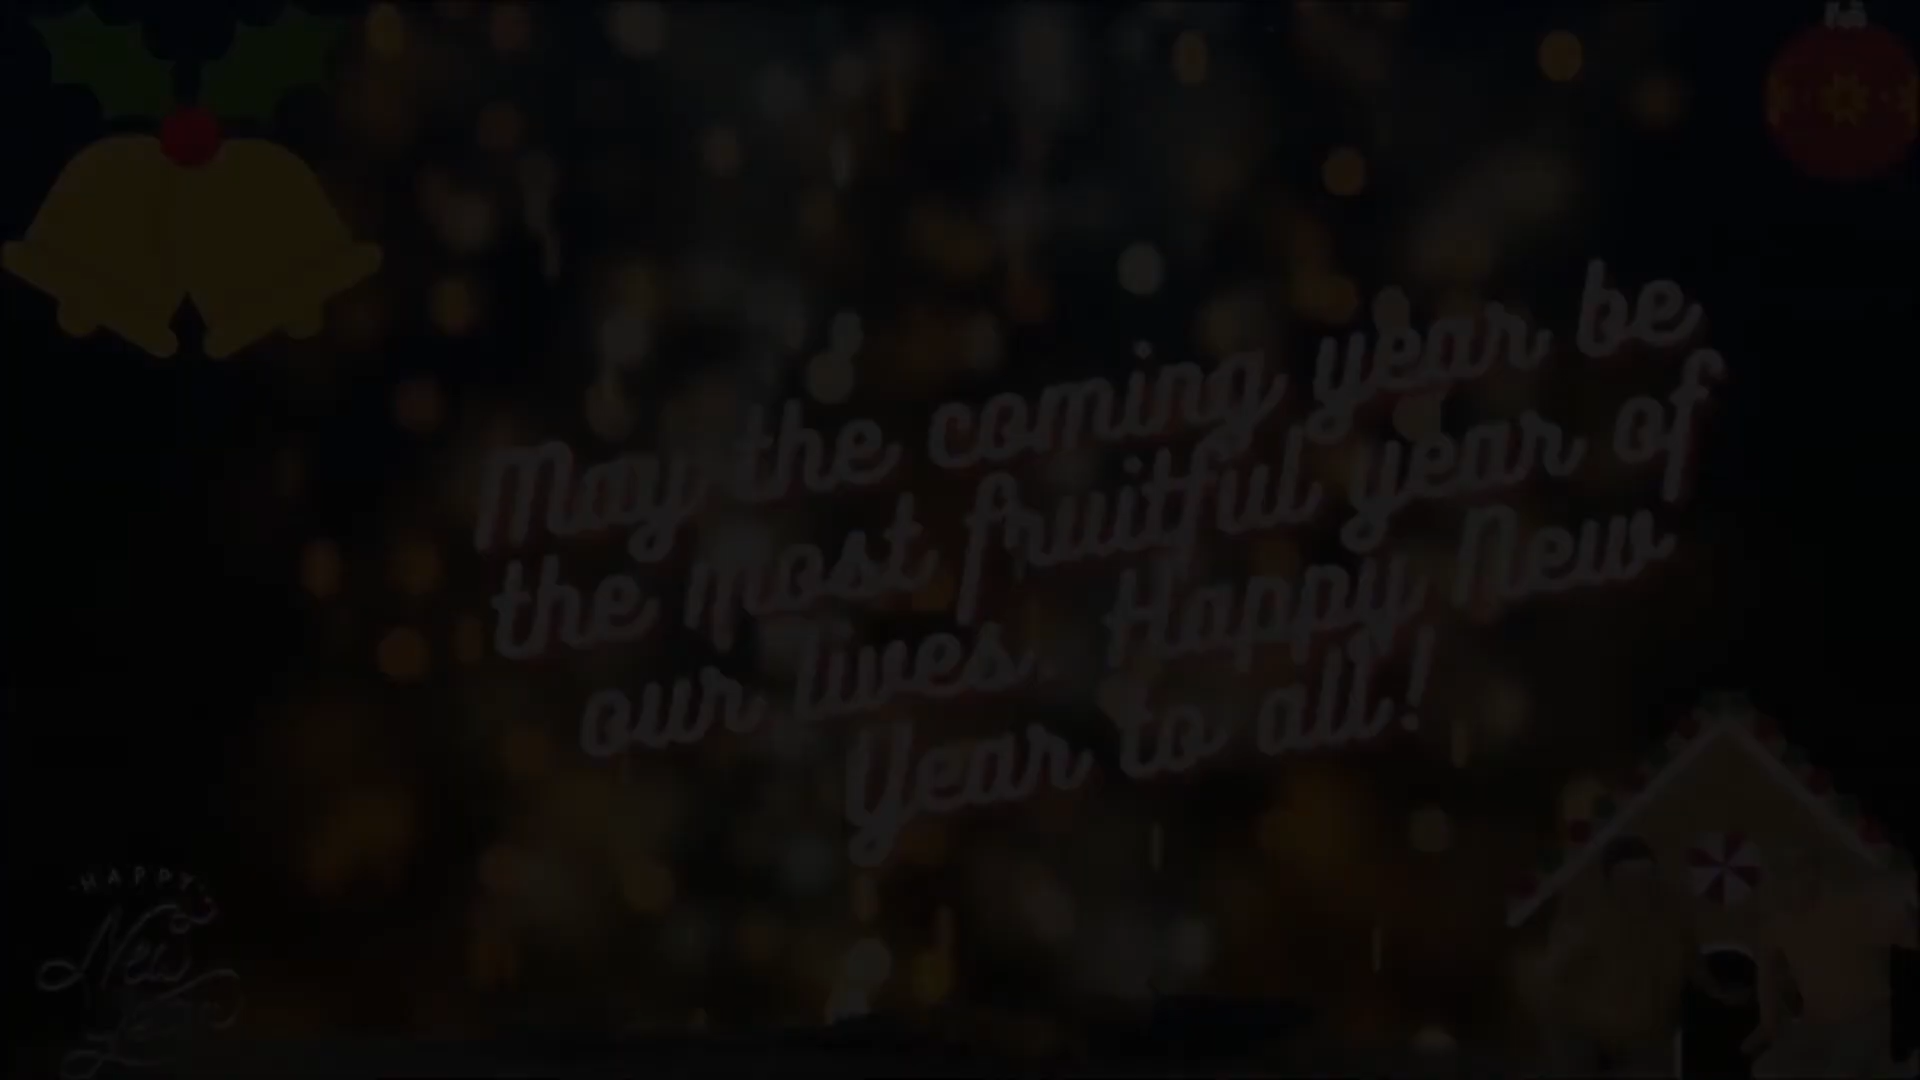 May the coming year be
the most fruitful year of
our lives. Happy New
Year to all!
HAPPY
New
Year